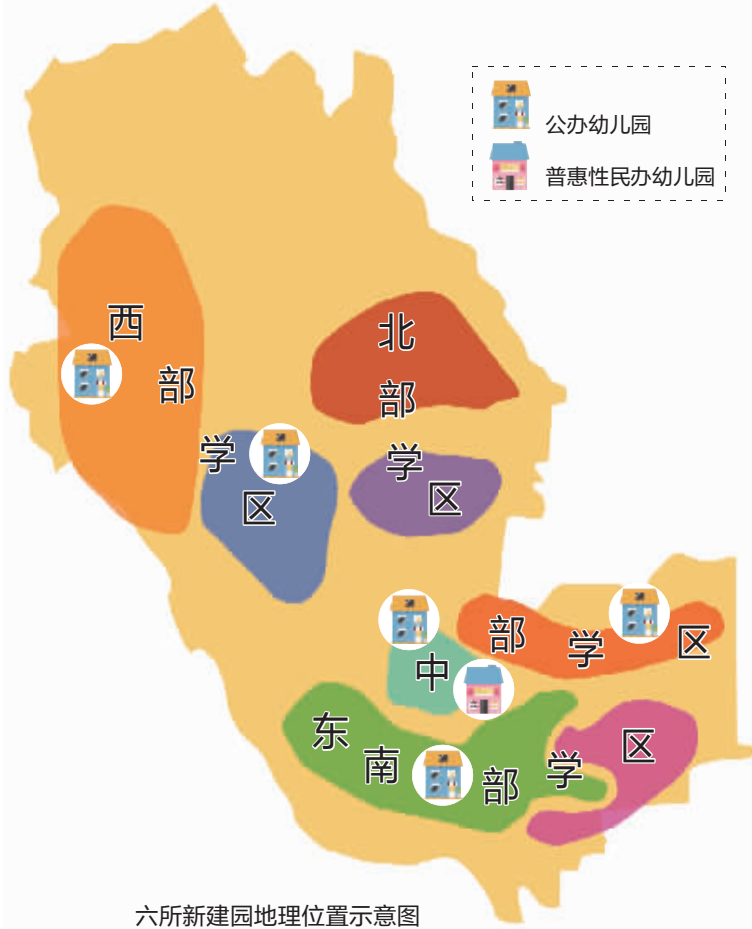 公办幼儿园
普惠性民办幼儿园
西部学区
北部学区
中部学区
东南部学区
六所新建园地理位置示意图